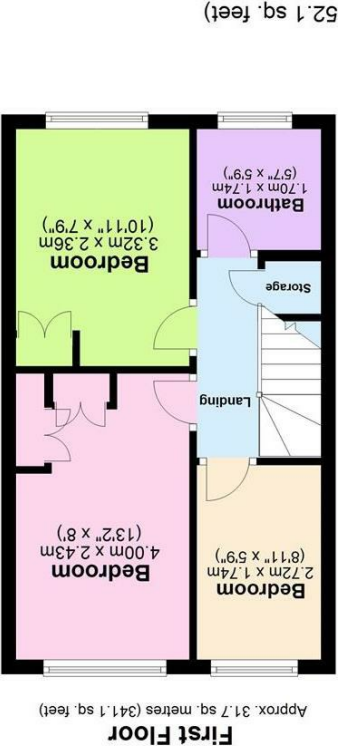 First Floor
Approx. 31.7 sq. metres (341.1 sq. feet)
Bedroom
2.72m x 1.74m
(8'11" x 5'9")
Bedroom
4.00m x 2.43m
(13'2" x 8')
Landing
Storage
Bedroom
3.32m x 2.36m
(10'11" x 7'9")
Bathroom
1.70m x 1.74m
(5'7" x 5'9")
52.1 sq. feet)